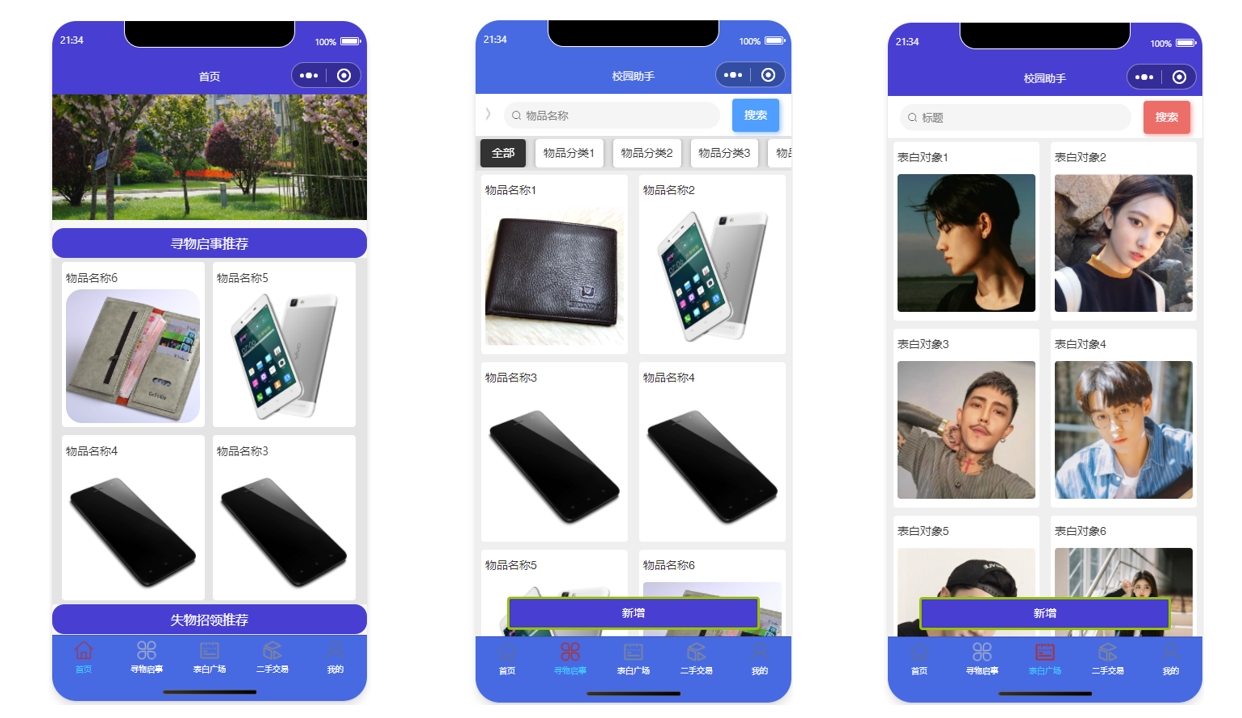 21:34
100%
首页
寻物启事推荐
物品名称6
物品名称5
物品名称4
物品名称3
失物招领推荐
首页
寻物启事
表白广场
二手交易
我的
21:34
100%
校园助手
物品名称
搜索
全部
物品分类1
物品分类2
物品分类3
物品名称1
物品名称2
物品名称3
物品名称4
物品名称5
物品名称6
新增
首页
寻物启事
表白广场
二手交易
我的
21:34
100%
校园助手
标题
搜索
表白对象1
表白对象2
表白对象3
表白对象4
表白对象5
表白对象6
新增
首页
寻物启事
表白广场
二手交易
我的